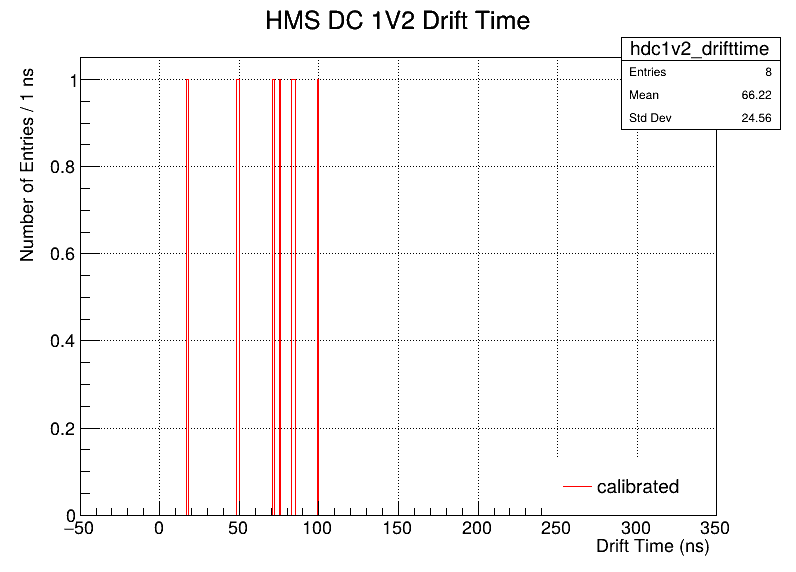 HMS DC 1V2 Drift Time
hdc1v2_drifttime
Entries 8
Mean 66.22
Std Dev 24.56
Number of Entries / 1 ns
1
0.8
0.6
0.4
0.2
0
−50 0 50 100 150 200 250 300 350
Drift Time (ns)
calibrated